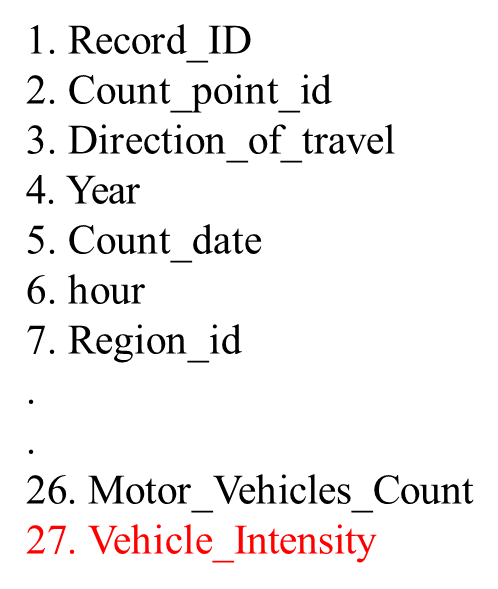 1. Record_ID
2. Count_point_id
3. Direction_of_travel
4. Year
5. Count_date
6. hour
7. Region_id
.
.
26. Motor_Vehicles_Count
27. Vehicle_Intensity